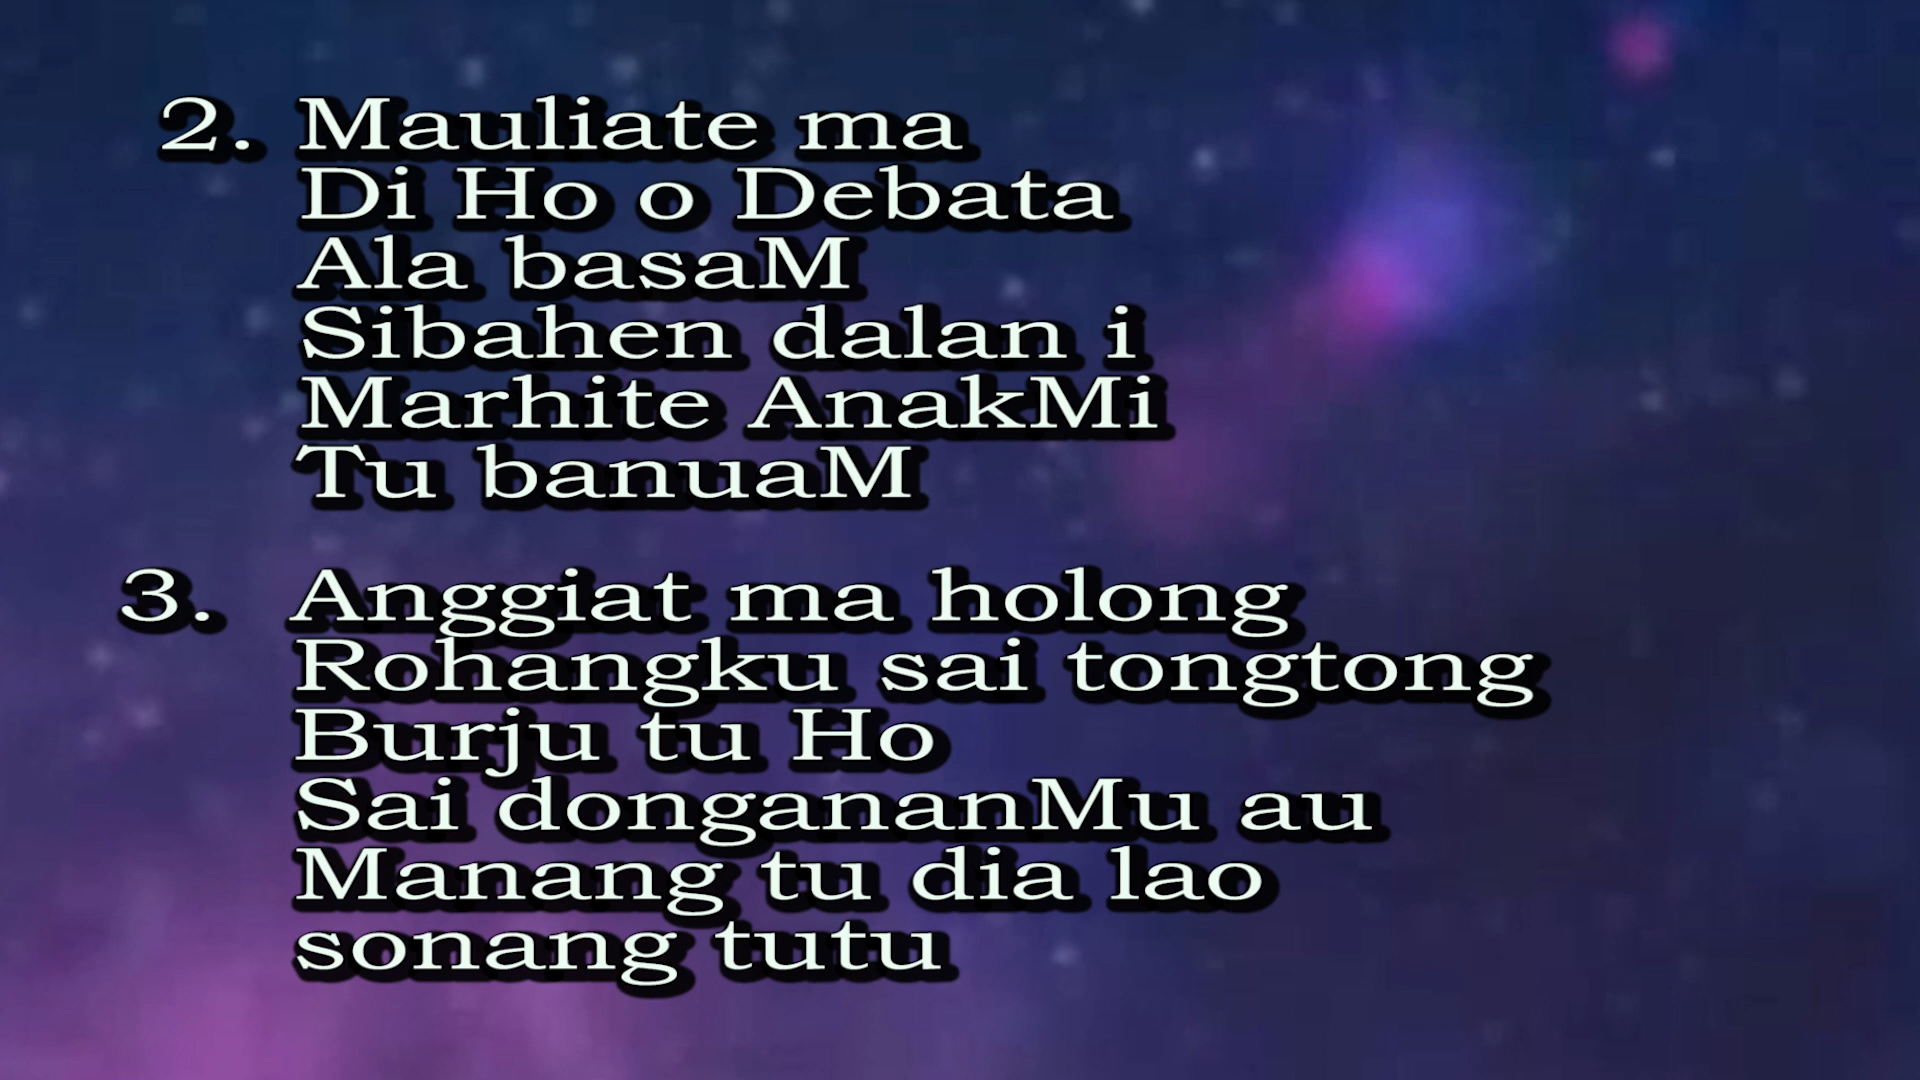 2. Mauliate ma
Di Ho o Debata
Ala basaM
Sibahen dalan i
Marhite AnakMi
Tu banuaM
3. Anggiat ma holong
Rohangku sai tongtong
Burju tu Ho
Sai dongananMu au
Manang tu dia lao
sonang tutu